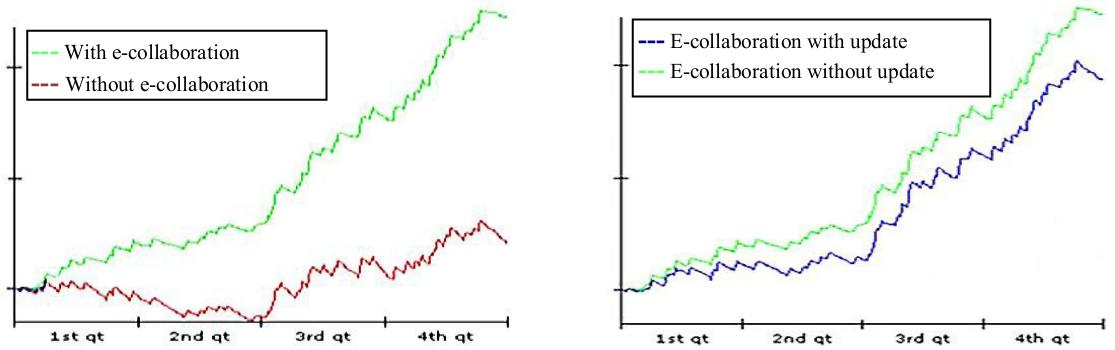 With e-collaboration
Without e-collaboration
1st qt 2nd qt 3rd qt 4th qt
E-collaboration with update
E-collaboration without update
1st qt 2nd qt 3rd qt 4th qt